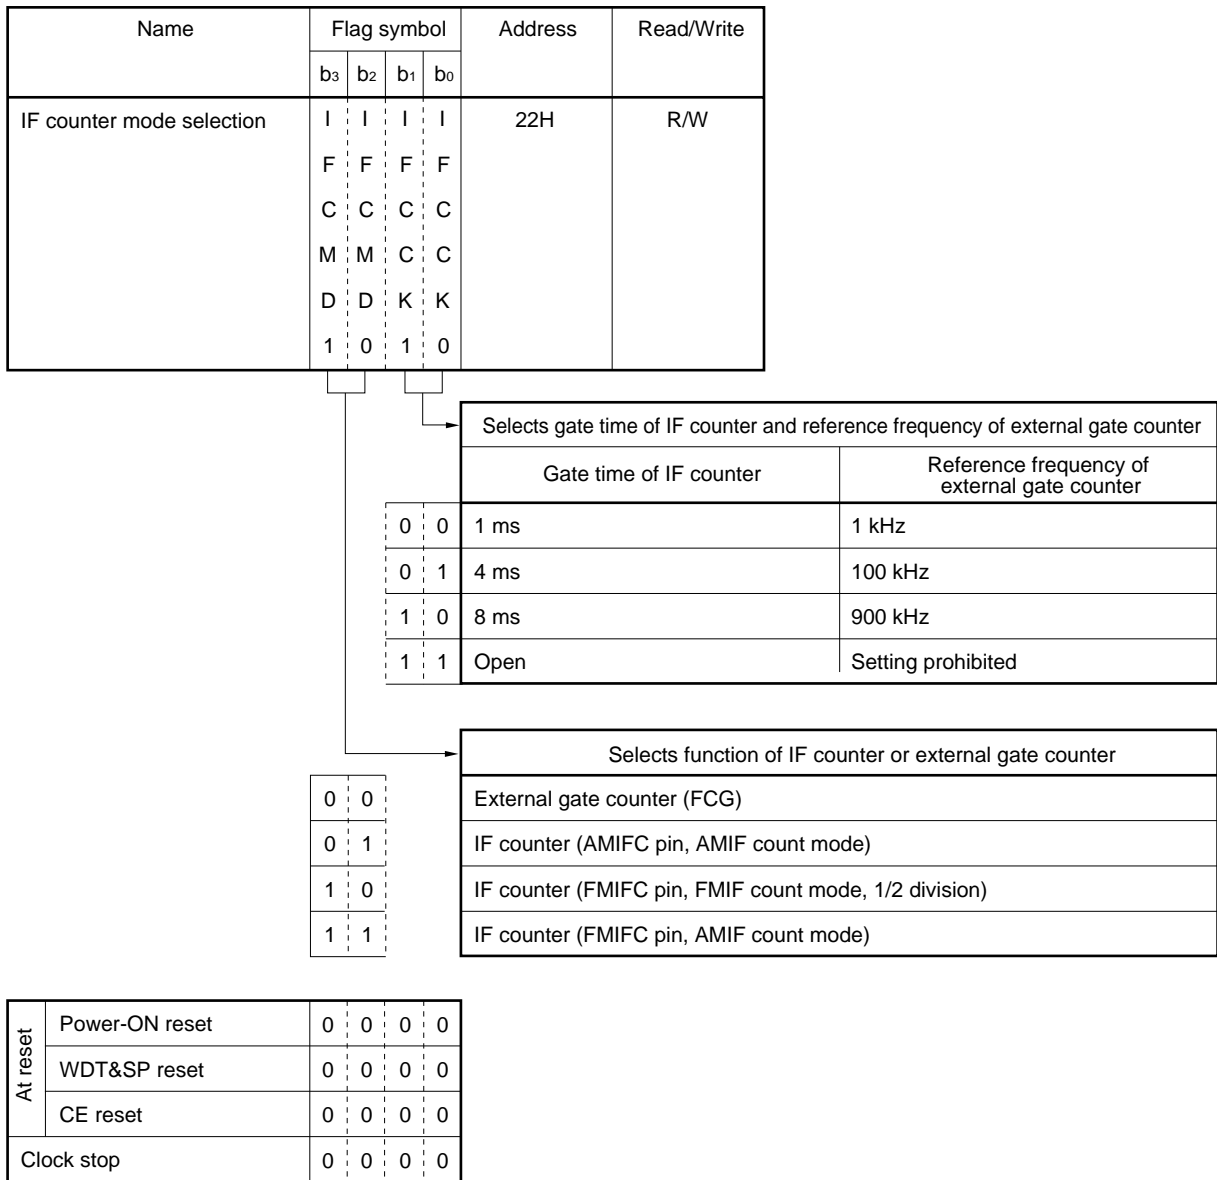 Name Flag symbol Address Read/Write
b3 b2 b1 b0
IF counter mode selection I I I I 22H R/W
F F F F
C C C C
M M C C
D D K K
1 0 1 0
Selects gate time of IF counter and reference frequency of external gate counter
Gate time of IF counter Reference frequency of
external gate counter
0 0 1 ms 1 kHz
0 1 4 ms 100 kHz
1 0 8 ms 900 kHz
1 1 Open Setting prohibited
Selects function of IF counter or external gate counter
0 0 External gate counter (FCG)
0 1 IF counter (AMIFC pin, AMIF count mode)
1 0 IF counter (FMIFC pin, FMIF count mode, 1/2 division)
1 1 IF counter (FMIFC pin, AMIF count mode)
At reset
Power-ON reset 0 0 0 0
WDT&SP reset 0 0 0 0
CE reset 0 0 0 0
Clock stop 0 0 0 0